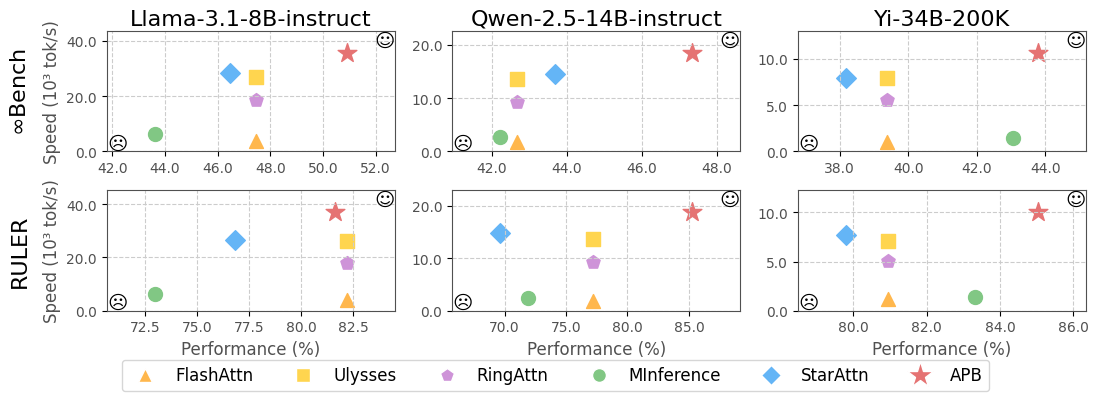 Llama-3.1-8B-instruct Qwen-2.5-14B-instruct Yi-34B-200K
∞Bench
Speed (10³ tok/s)
40.0
20.0
0.0
42.0 44.0 46.0 48.0 50.0 52.0
20.0
10.0
0.0
42.0 44.0 46.0 48.0
10.0
5.0
0.0
38.0 40.0 42.0 44.0
RULER
Speed (10³ tok/s)
40.0
20.0
0.0
72.5 75.0 77.5 80.0 82.5
Performance (%)
20.0
10.0
0.0
70.0 75.0 80.0 85.0
Performance (%)
10.0
5.0
0.0
80.0 82.0 84.0 86.0
Performance (%)
FlashAttn Ulysses RingAttn MInference StarAttn APB